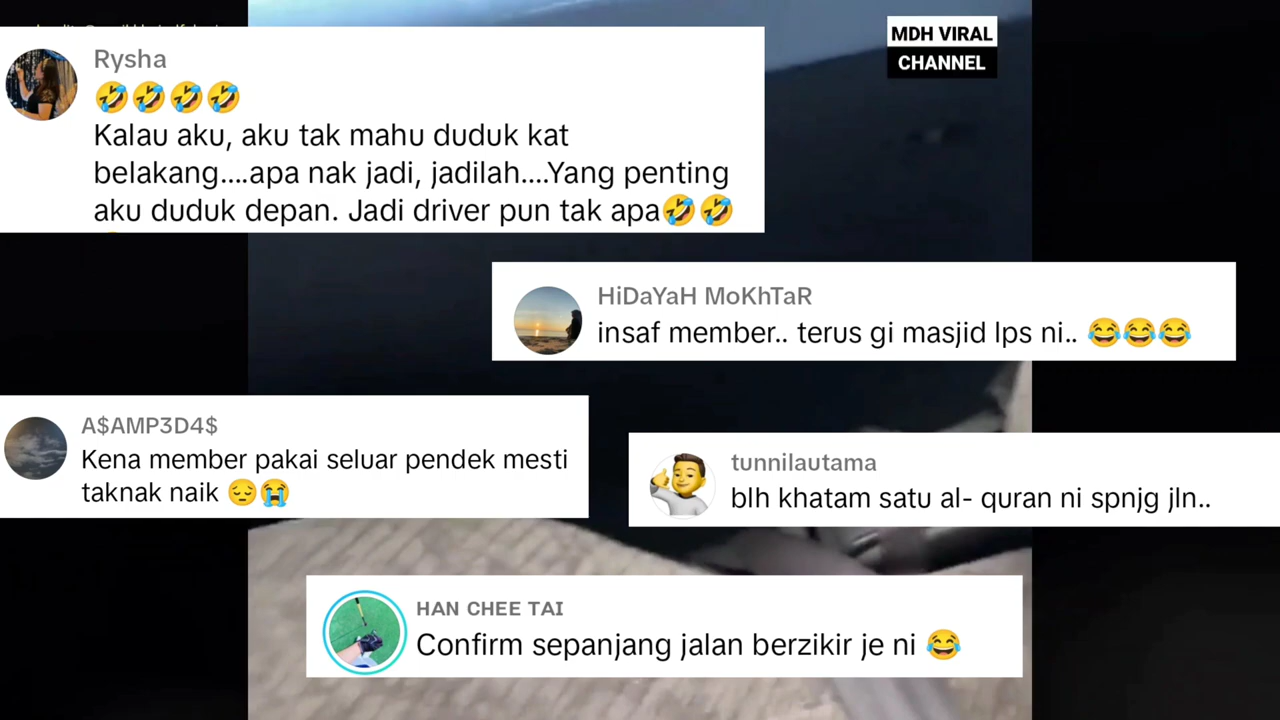 MDH VIRAL
CHANNEL
Rysha
🤣🤣🤣🤣
Kalau aku, aku tak mahu duduk kat
belakang....apa nak jadi, jadilah....Yang penting
aku duduk depan. Jadi driver pun tak apa🤣🤣
HiDaYaH MoKhTaR
insaf member.. terus gi masjid lps ni.. 😂😂😂
A$AMP3D4$
Kena member pakai seluar pendek mesti
taknak naik 😔😭
tunnilautama
blh khatam satu al- quran ni spnjg jln..
HAN CHEE TAI
Confirm sepanjang jalan berzikir je ni 😂